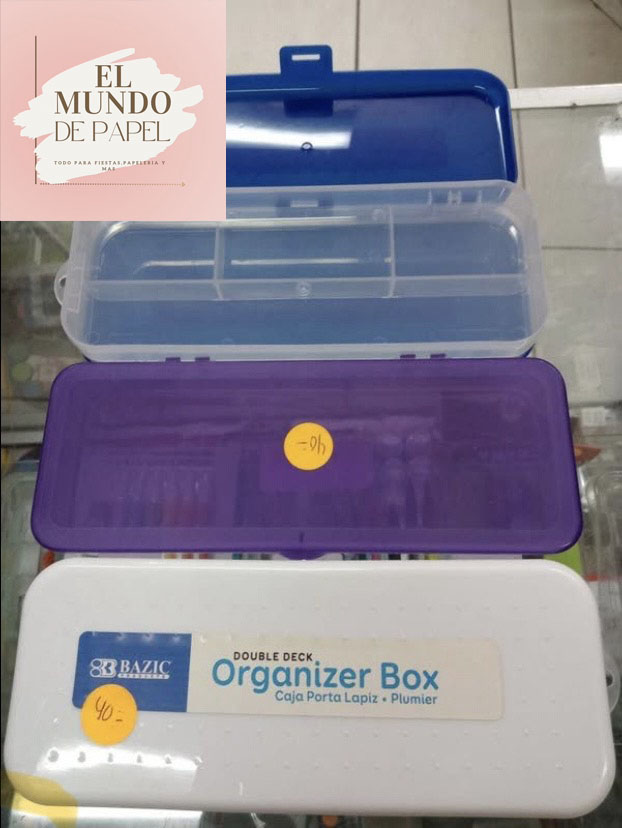 EL
MUNDO
DE PAPEL
TODO PARA FIESTAS,PAPELERIA Y
MAS
40=
BAZIC
PRODUCTS
DOUBLE DECK
Organizer Box
Caja Porta Lapiz • Plumier
40=